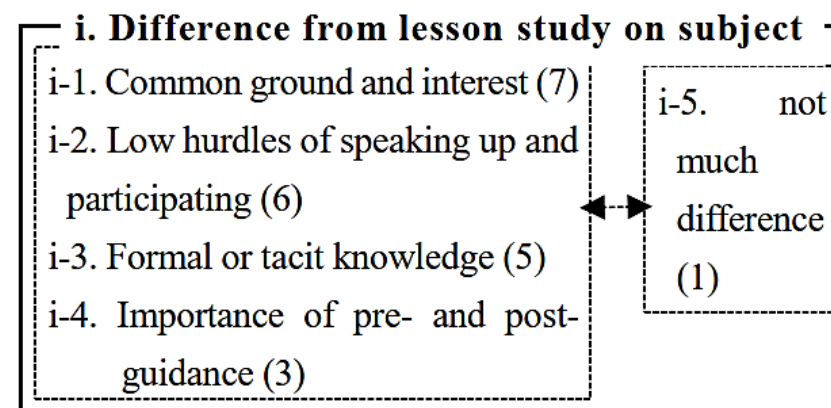 i. Difference from lesson study on subject
i-1. Common ground and interest (7)
i-2. Low hurdles of speaking up and
participating (6)
i-3. Formal or tacit knowledge (5)
i-4. Importance of pre- and post-
guidance (3)
i-5. not
much
difference
(1)